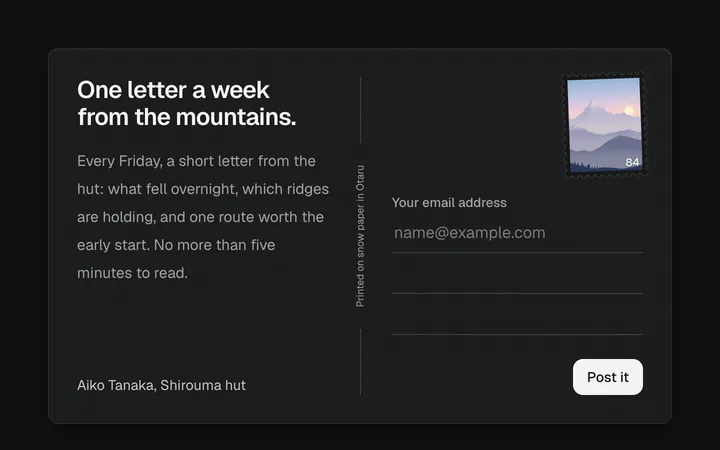 One letter a week
from the mountains.
Every Friday, a short letter from the
hut: what fell overnight, which ridges
are holding, and one route worth the
early start. No more than five
minutes to read.
Aiko Tanaka, Shirouma hut
Printed on snow paper in Otaru
84
Your email address
name@example.com
Post it